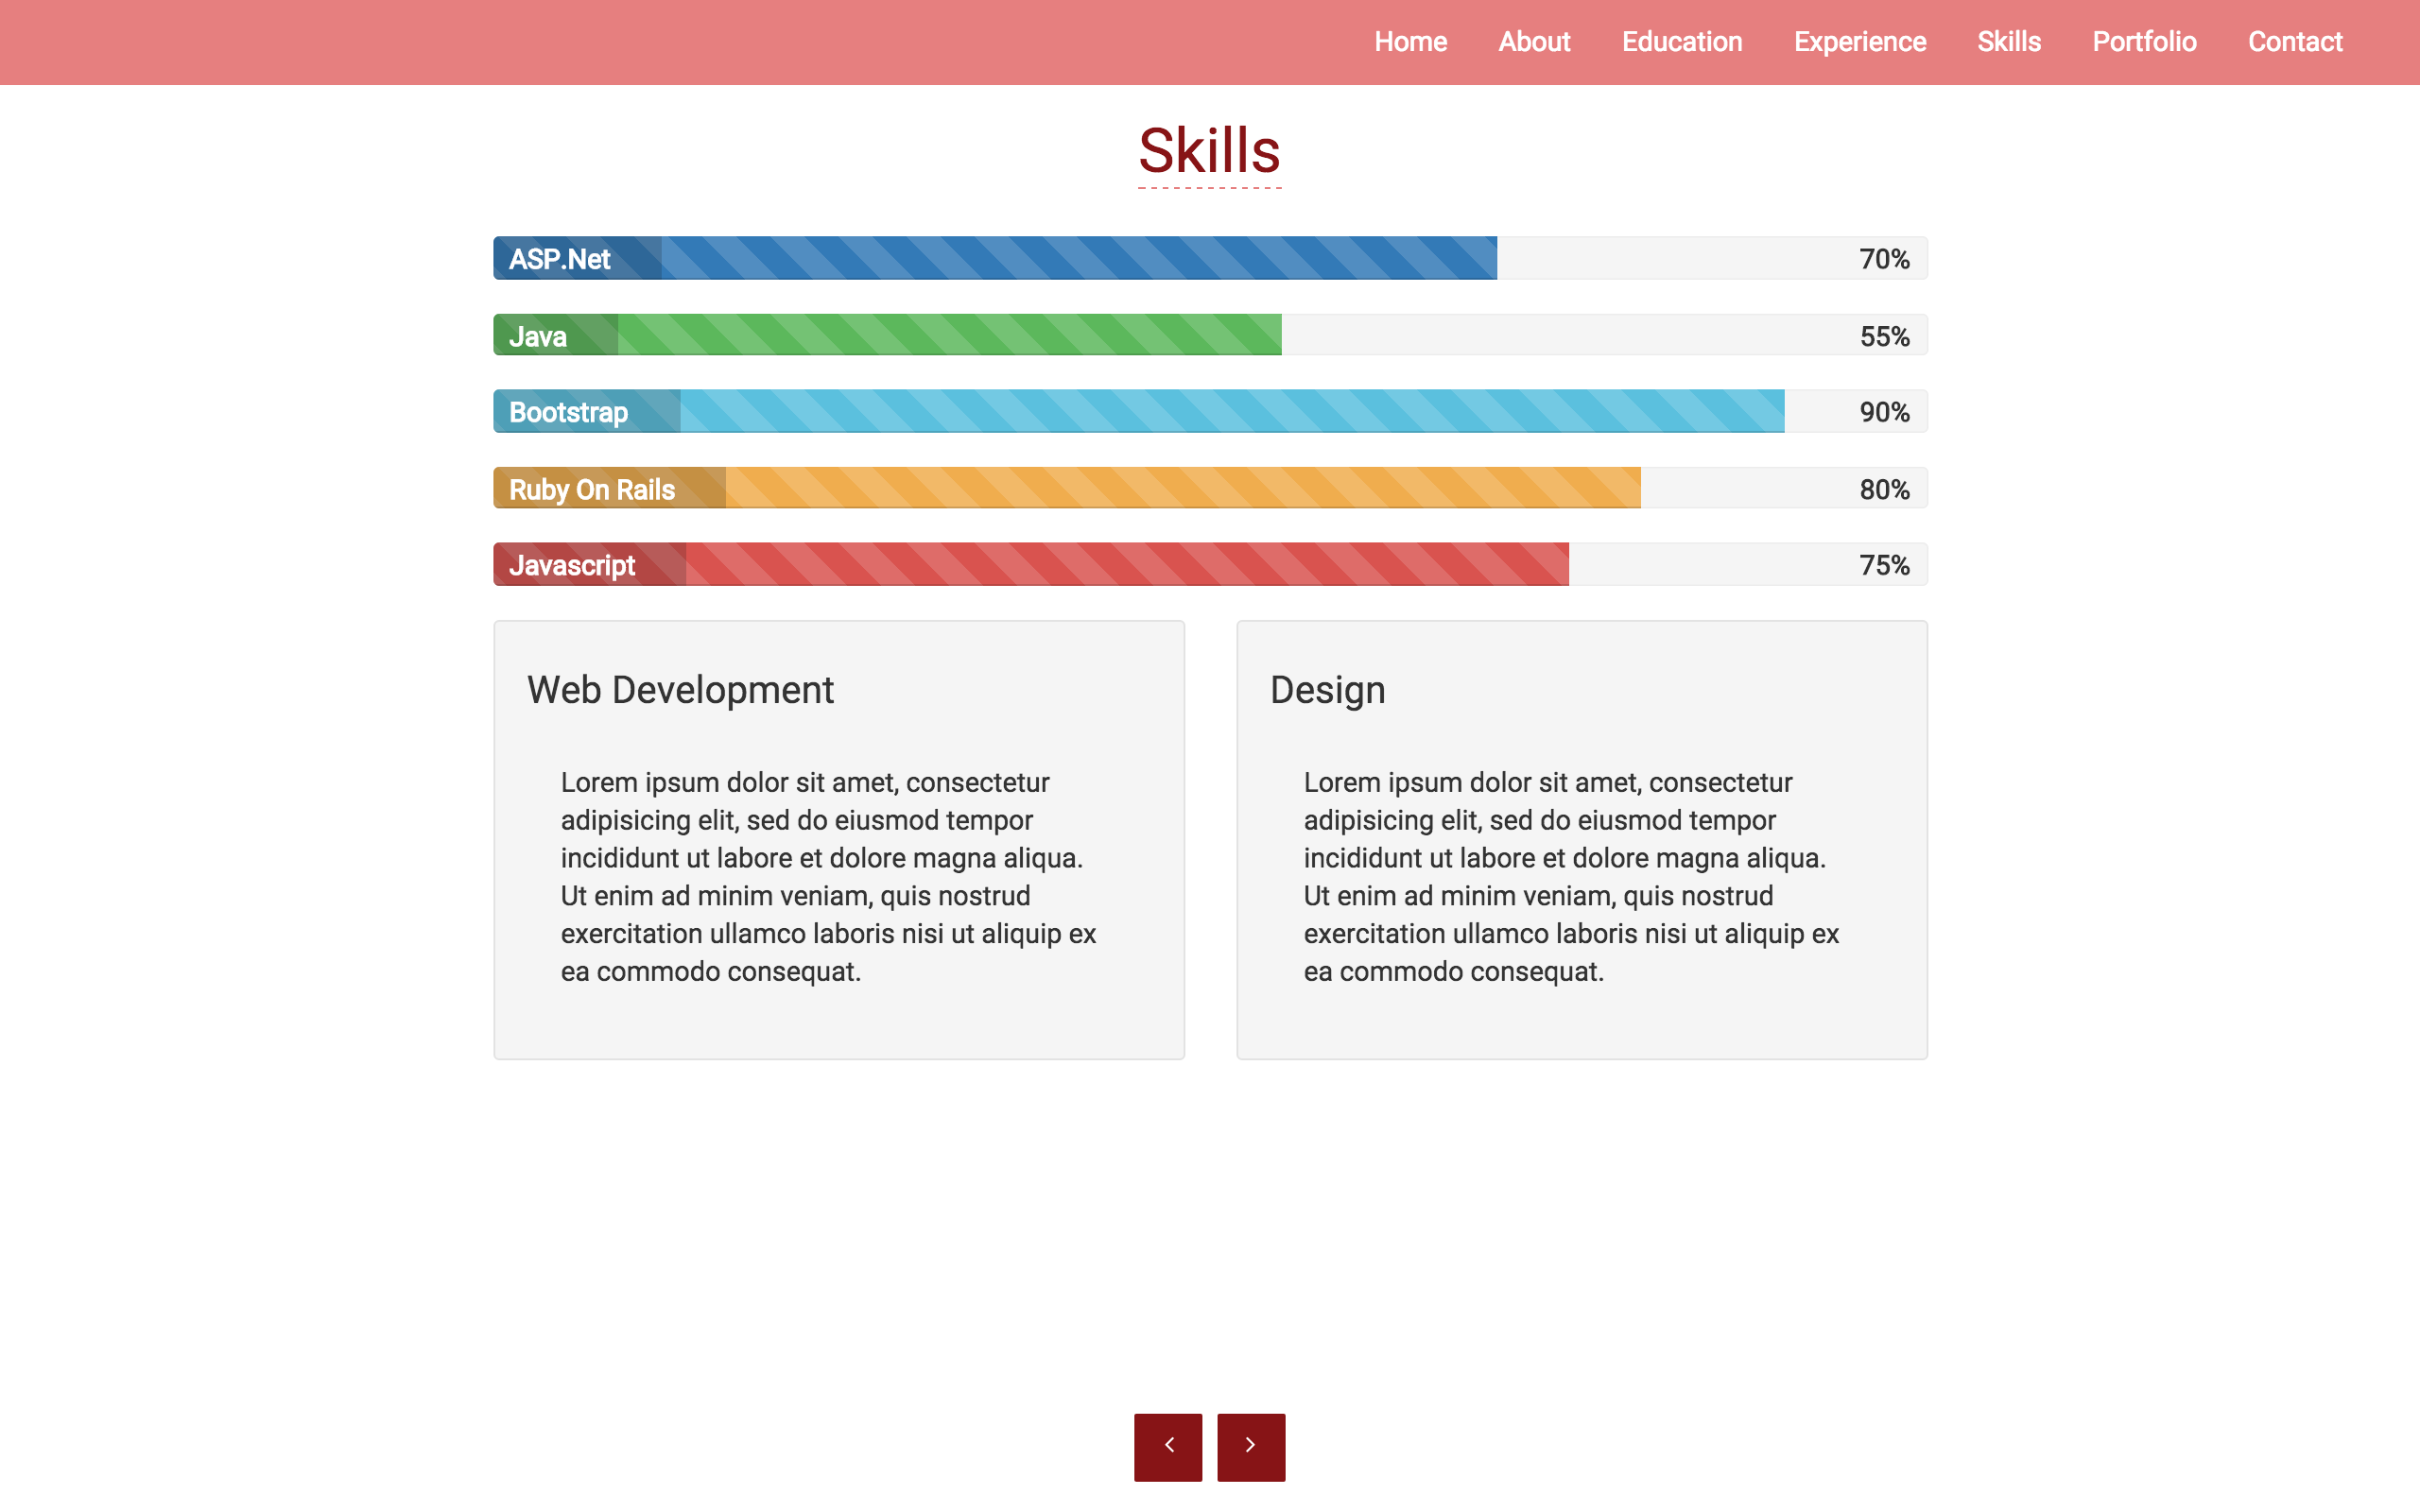 Home About Education Experience Skills Portfolio Contact
Skills
ASP.Net 70%
Java 55%
Bootstrap 90%
Ruby On Rails 80%
Javascript 75%
Web Development
Lorem ipsum dolor sit amet, consectetur
adipisicing elit, sed do eiusmod tempor
incididunt ut labore et dolore magna aliqua.
Ut enim ad minim veniam, quis nostrud
exercitation ullamco laboris nisi ut aliquip ex
ea commodo consequat.
Design
Lorem ipsum dolor sit amet, consectetur
adipisicing elit, sed do eiusmod tempor
incididunt ut labore et dolore magna aliqua.
Ut enim ad minim veniam, quis nostrud
exercitation ullamco laboris nisi ut aliquip ex
ea commodo consequat.